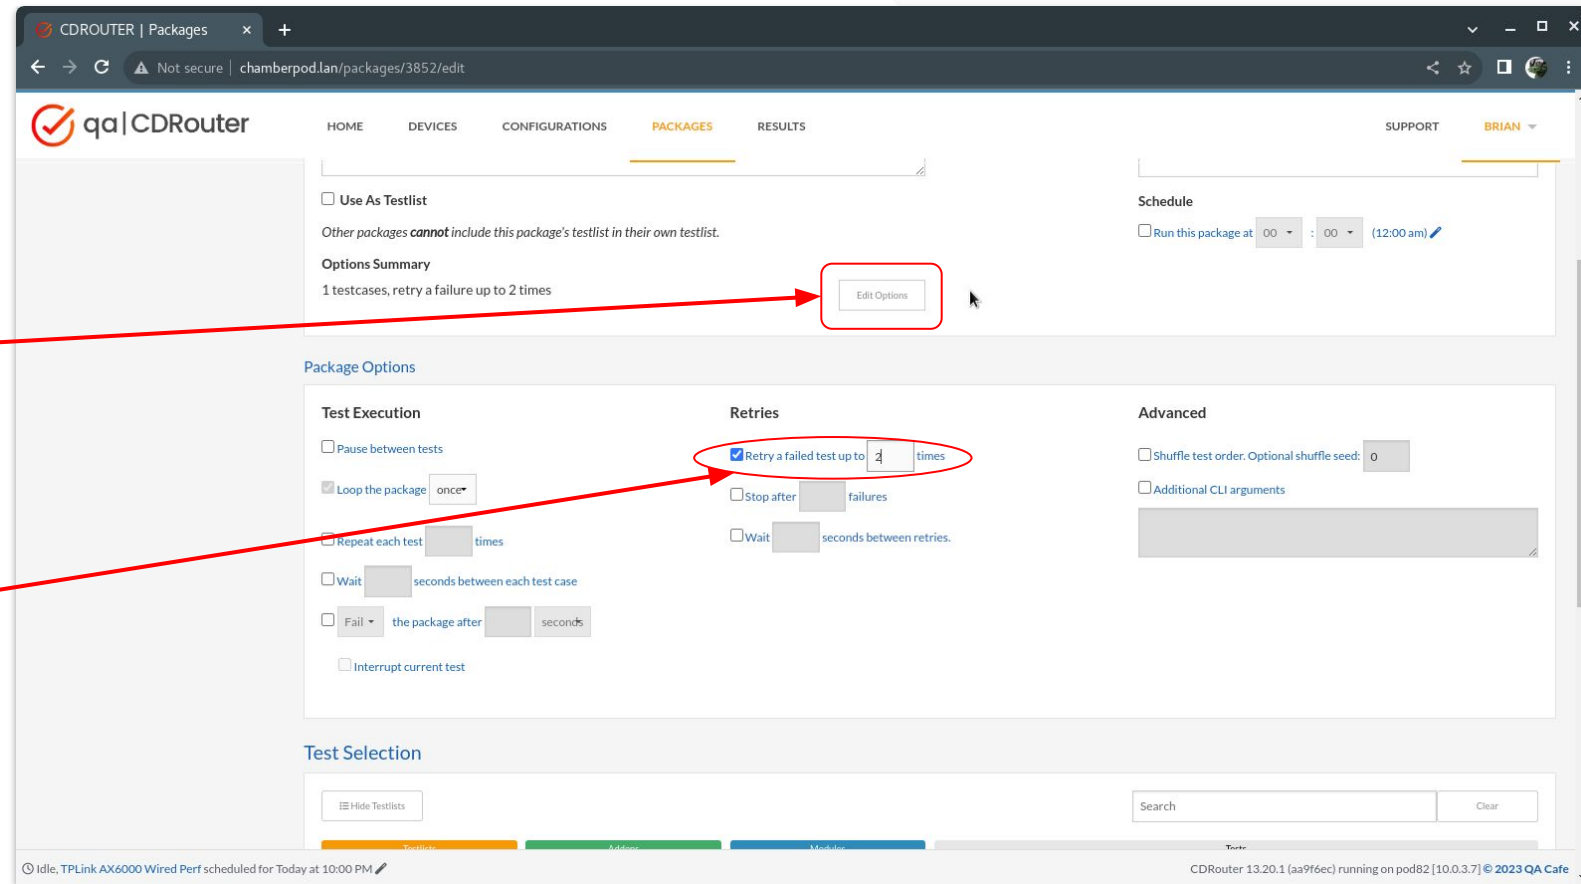 CDROUTER | Packages
Not secure | chamberpod.lan/packages/3852/edit
qa|CDRouter HOME DEVICES CONFIGURATIONS PACKAGES RESULTS SUPPORT BRIAN
Use As Testlist
Schedule
Other packages cannot include this package's testlist in their own testlist.
Run this package at 00 : 00 (12:00 am)
Options Summary
1 testcases, retry a failure up to 2 times
Edit Options
Package Options
Test Execution Retries Advanced
Pause between tests Retry a failed test up to 2 times Shuffle test order. Optional shuffle seed: 0
Loop the package once Stop after failures Additional CLI arguments
Repeat each test times Wait seconds between retries.
Wait seconds between each test case
Fail the package after seconds
Interrupt current test
Test Selection
Hide Testlists Search Clear
Testlists Addons Modules Tests
Idle, TPLink AX6000 Wired Perf scheduled for Today at 10:00 PM CDRouter 13.20.1 (aa9f6ec) running on pod82 [10.0.3.7] © 2023 QA Cafe